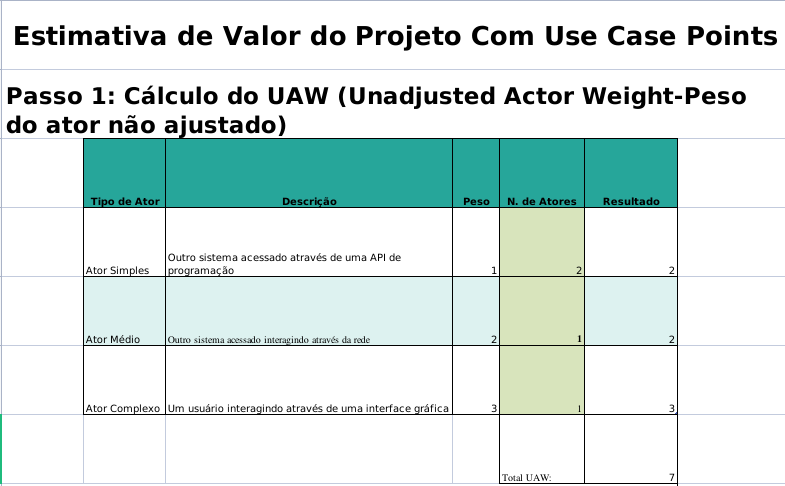 Estimativa de Valor do Projeto Com Use Case Points
Passo 1: Cálculo do UAW (Unadjusted Actor Weight-Peso
do ator não ajustado)
Tipo de Ator Descrição Peso N. de Atores Resultado
Outro sistema acessado através de uma API de
Ator Simples programação 1 2 2
Ator Médio Outro sistema acessado interagindo através da rede 2 1 2
Ator Complexo Um usuário interagindo através de uma interface gráfica 3 1 3
Total UAW: 7